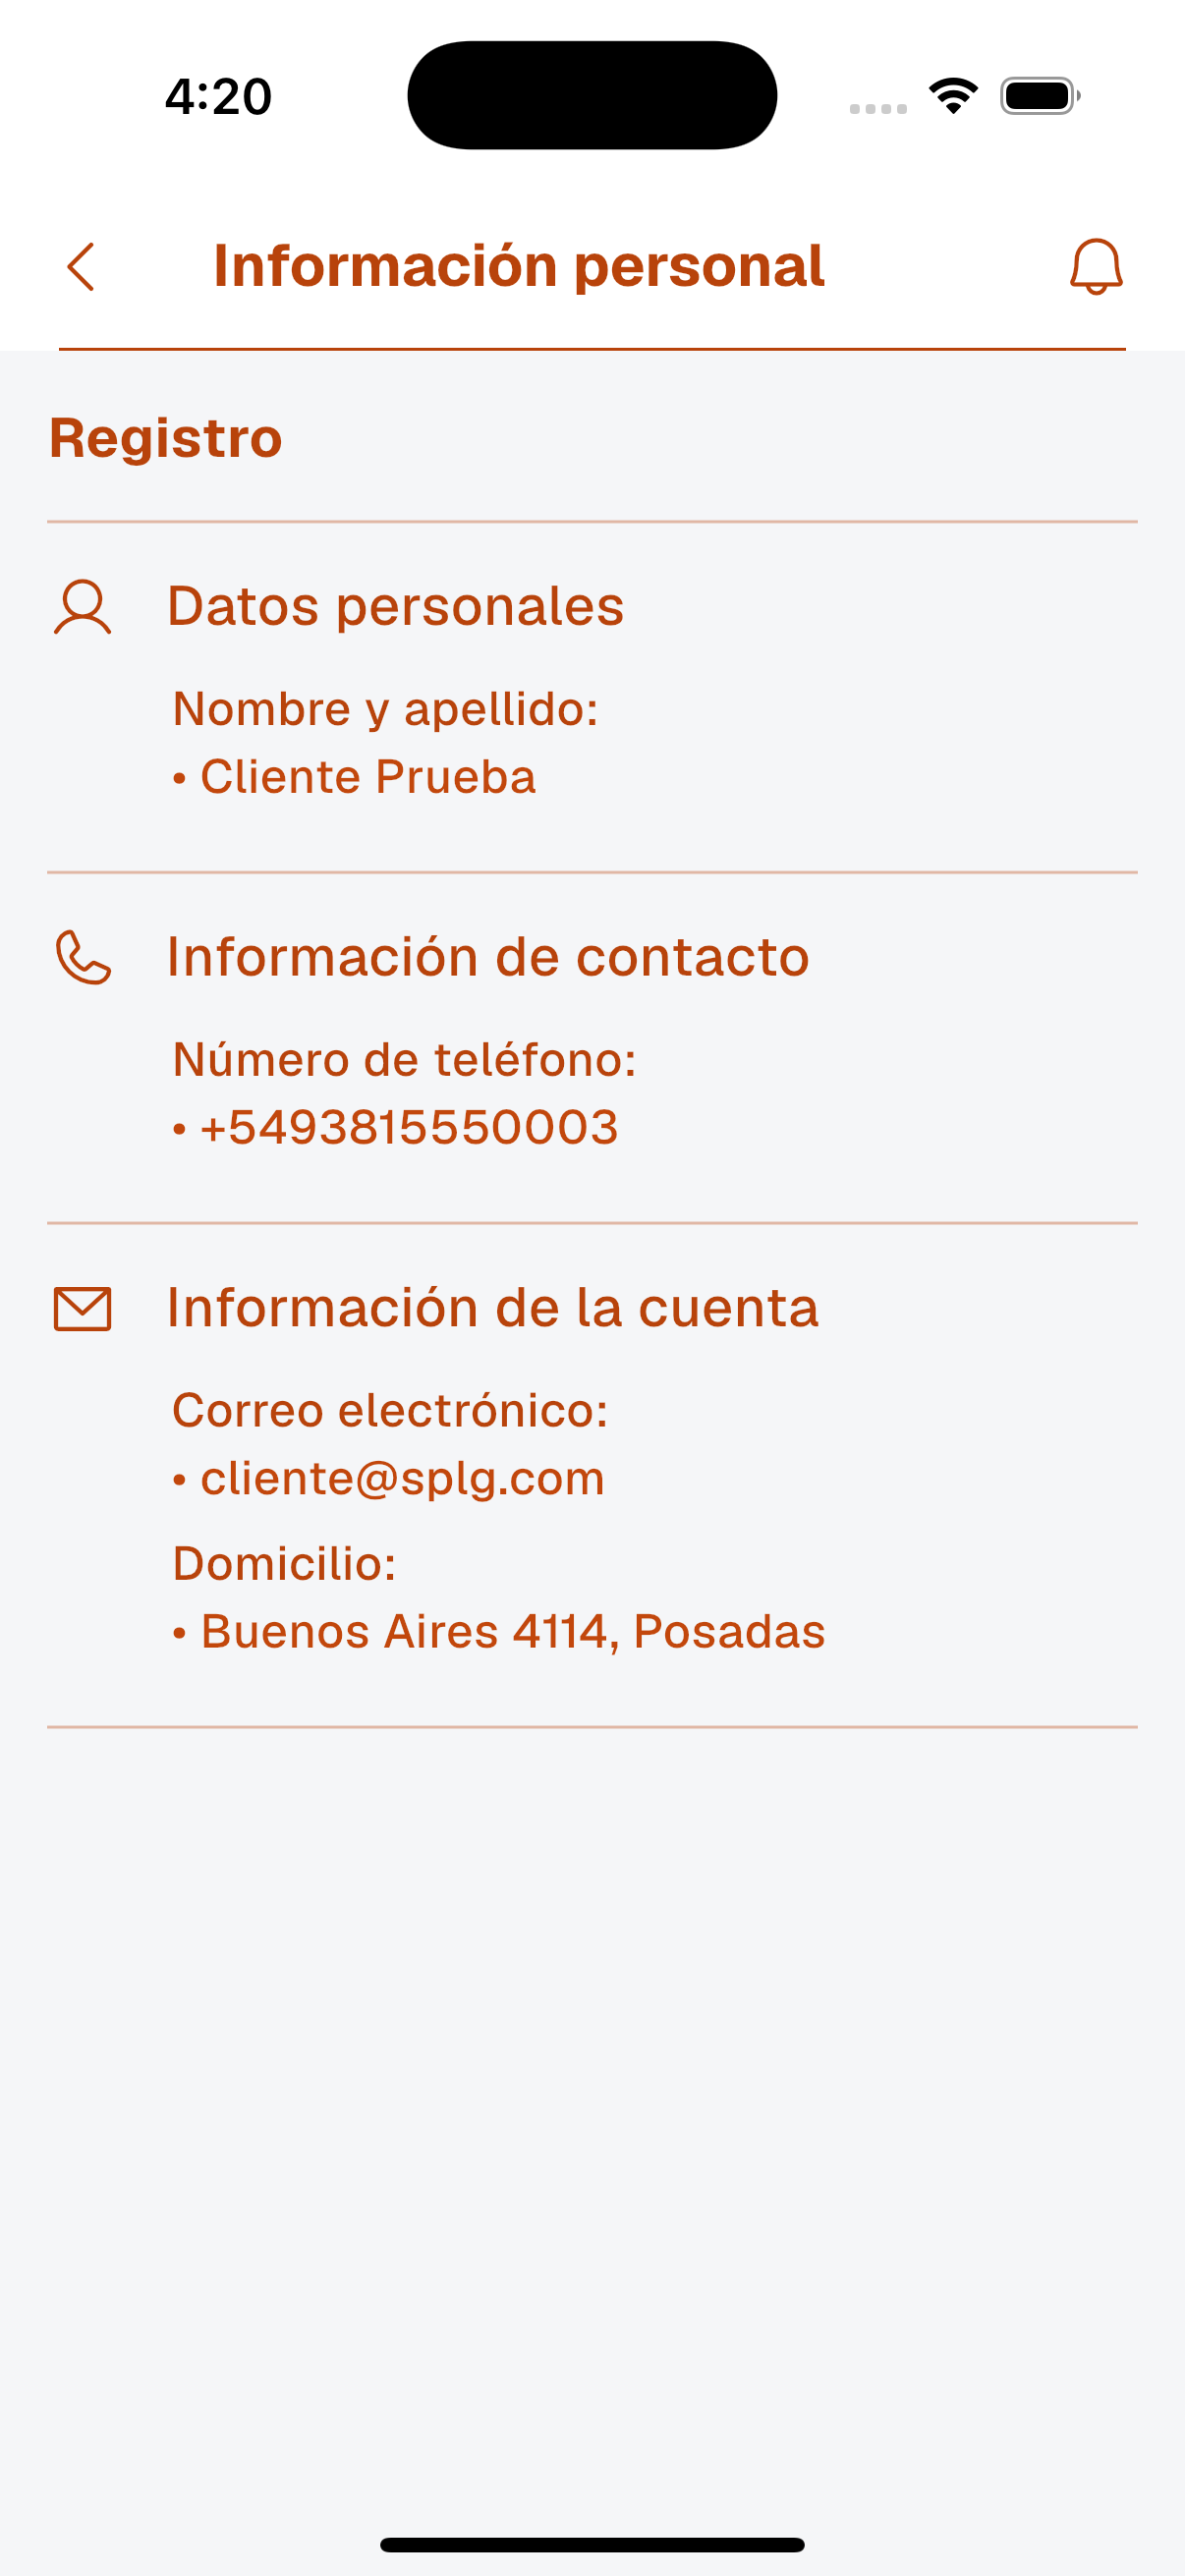 4:20
Información personal
Registro
Datos personales
Nombre y apellido:
• Cliente Prueba
Información de contacto
Número de teléfono:
• +5493815550003
Información de la cuenta
Correo electrónico:
• cliente@splg.com
Domicilio:
• Buenos Aires 4114, Posadas